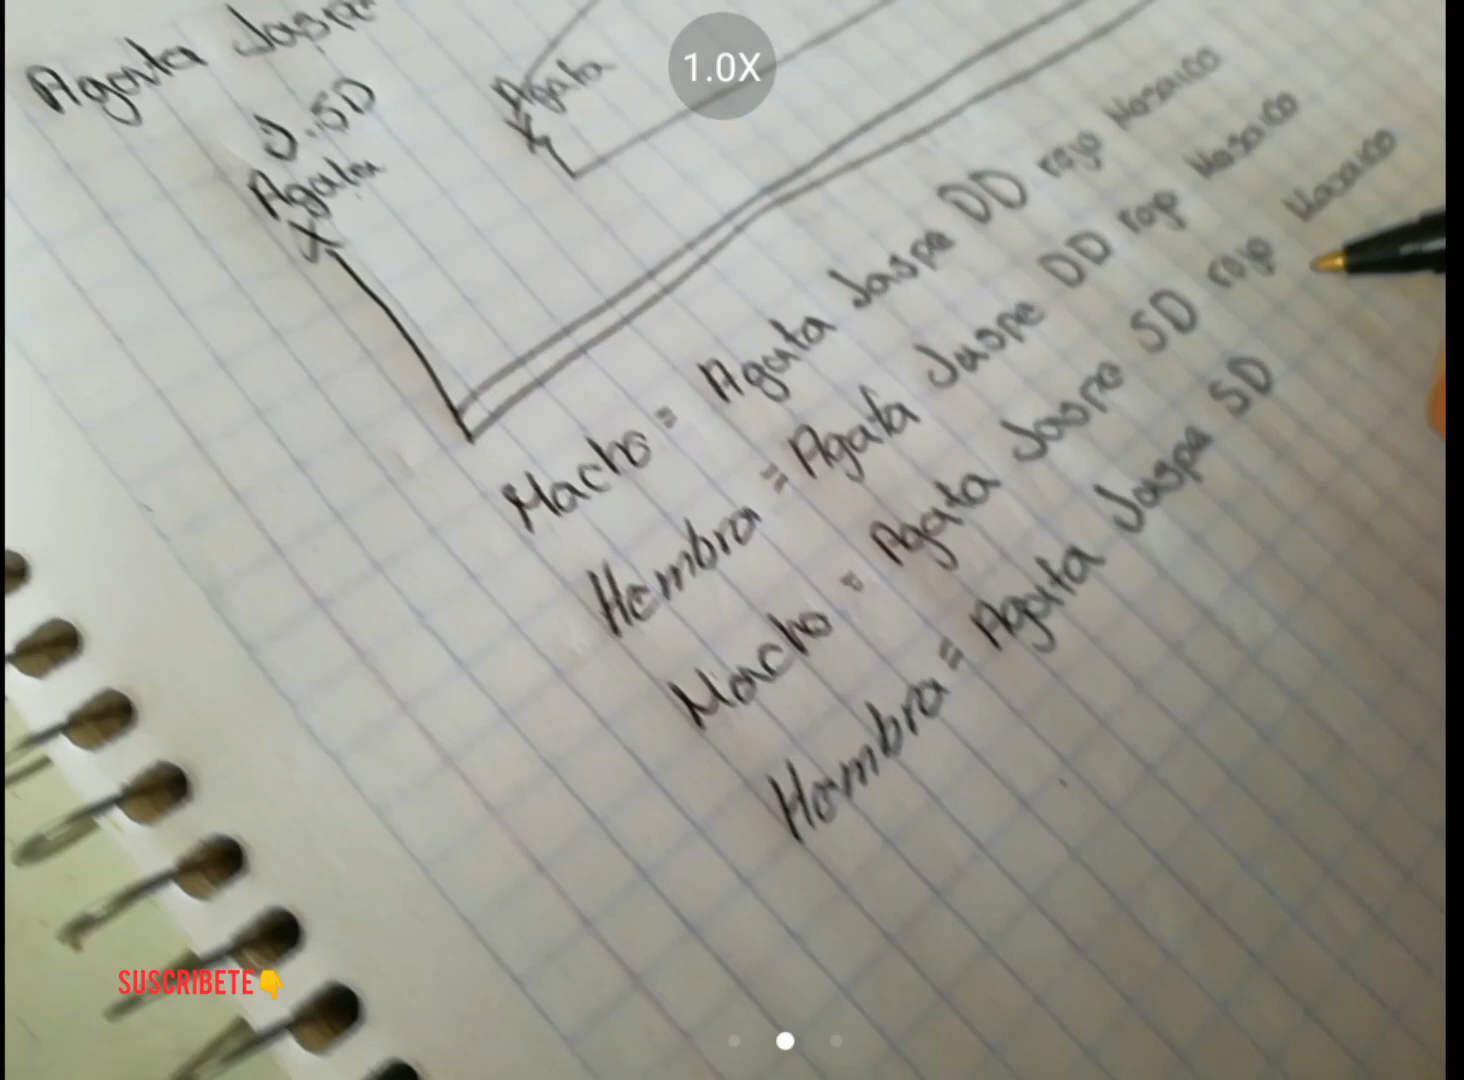 Agata Jaspe
J. SD
Agata
X
Agata
X
1.0X
Macho = Agata Jaspe DD rojo Mosaico
Hembra = Agata Jaspe DD rojo Mosaico
Macho = Agata Jaspe SD rojo Mosaico
Hembra = Agata Jaspe SD
SUSCRIBETE👇